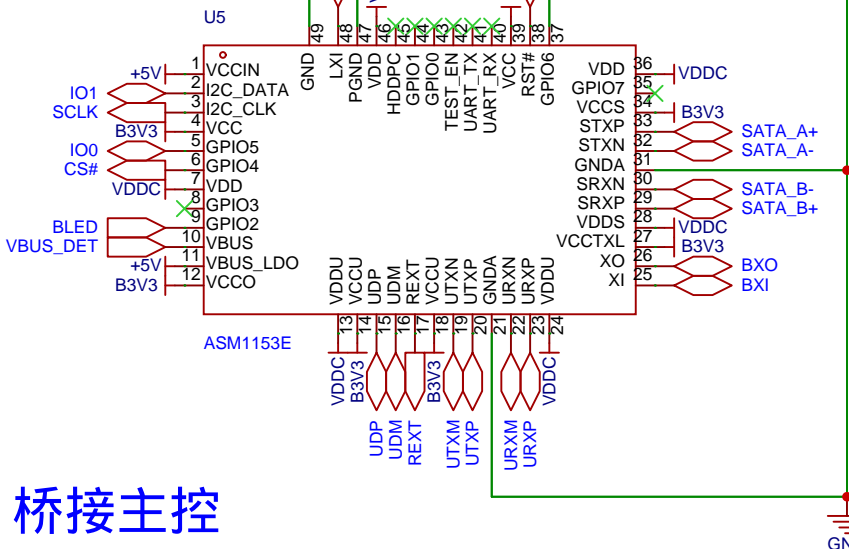 U5
49 48 47 46 45 44 43 42 41 40 39 38 37
GND LXI PGND VDD HDDPC GPIO1 GPIO0 TEST_EN UART_TX UART_RX VCC RST# GPIO6
+5V 1 VCCIN
IO1 2 I2C_DATA
SCLK 3 I2C_CLK
B3V3 4 VCC
IO0 5 GPIO5
CS# 6 GPIO4
VDDC 7 VDD
8 GPIO3
BLED 9 GPIO2
VBUS_DET 10 VBUS
+5V 11 VBUS_LDO
B3V3 12 VCCO
VDD 36 VDDC
GPIO7 35
VCCS 34 B3V3
STXP 33 SATA_A+
STXN 32 SATA_A-
GNDA 31
SRXN 30 SATA_B-
SRXP 29 SATA_B+
VDDS 28 VDDC
VCCTXL 27 B3V3
XO 26 BXO
XI 25 BXI
VDDU VCCU UDP UDM REXT VCCU UTXN UTXP GNDA URXN URXP VDDU
13 14 15 16 17 18 19 20 21 22 23 24
ASM1153E
VDDC B3V3 UDP UDM REXT B3V3 UTXM UTXP URXM URXP VDDC
桥接主控